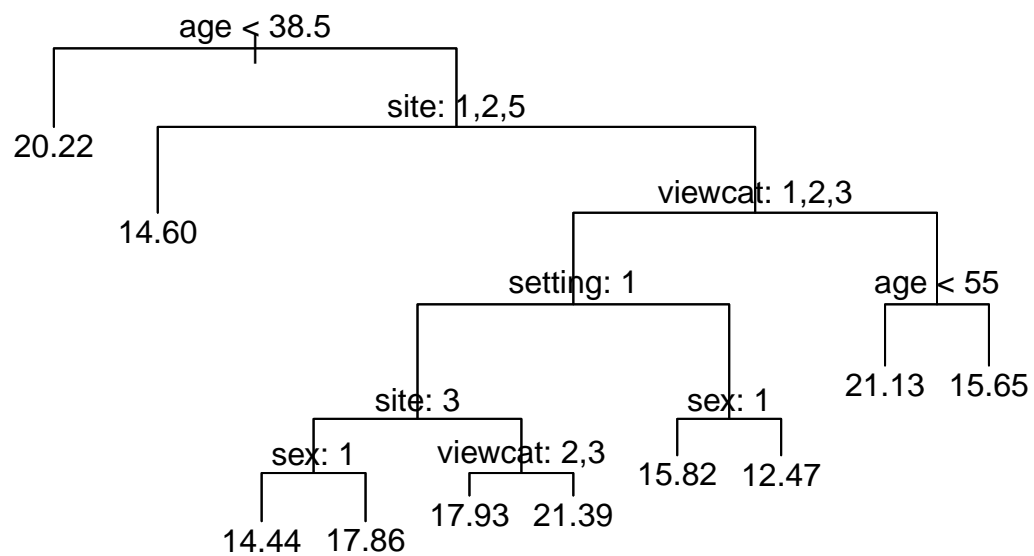 age < 38.5
site: 1,2,5
20.22
viewcat: 1,2,3
14.60
setting: 1
age < 55
21.13
15.65
site: 3
sex: 1
sex: 1
viewcat: 2,3
15.82
12.47
17.93
21.39
14.44
17.86